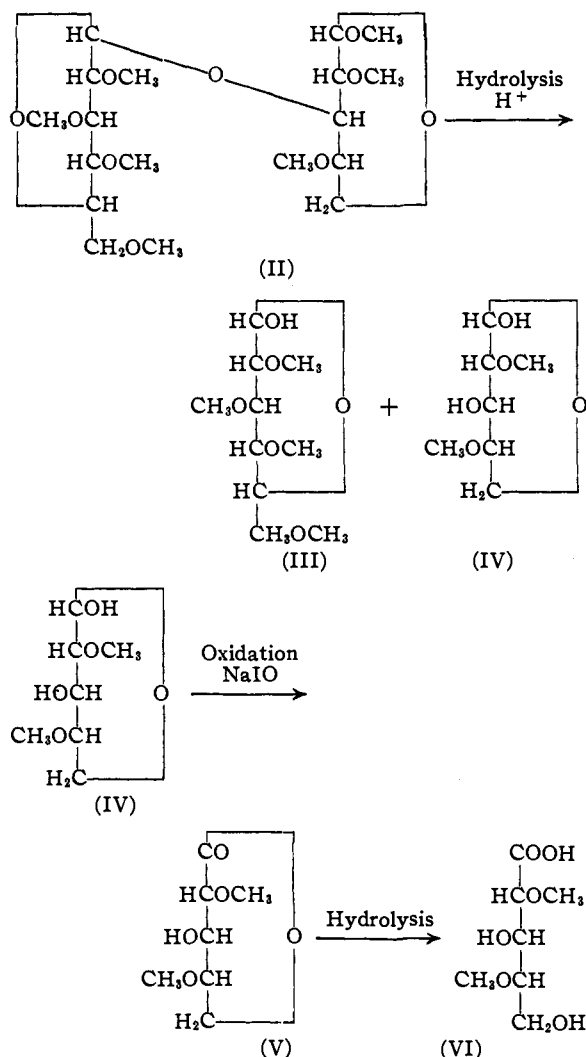 HC HCOCH₃
HCOCH₃ O HCOCH₃ Hydrolysis
H⁺
OCH₃OCH CH O
HCOCH₃ CH₃OCH
CH H₂C
CH₂OCH₃
(II)
HCOH HCOH
HCOCH₃ HCOCH₃
CH₃OCH O + HOCH O
HCOCH₃ CH₃OCH
HC H₂C
CH₃OCH₃
(III) (IV)
HCOH
HCOCH₃ Oxidation
NaIO
HOCH O
CH₃OCH
H₂C
(IV)
CO COOH
HCOCH₃ Hydrolysis HCOCH₃
HOCH O HOCH
CH₃OCH CH₃OCH
H₂C CH₂OH
(V) (VI)